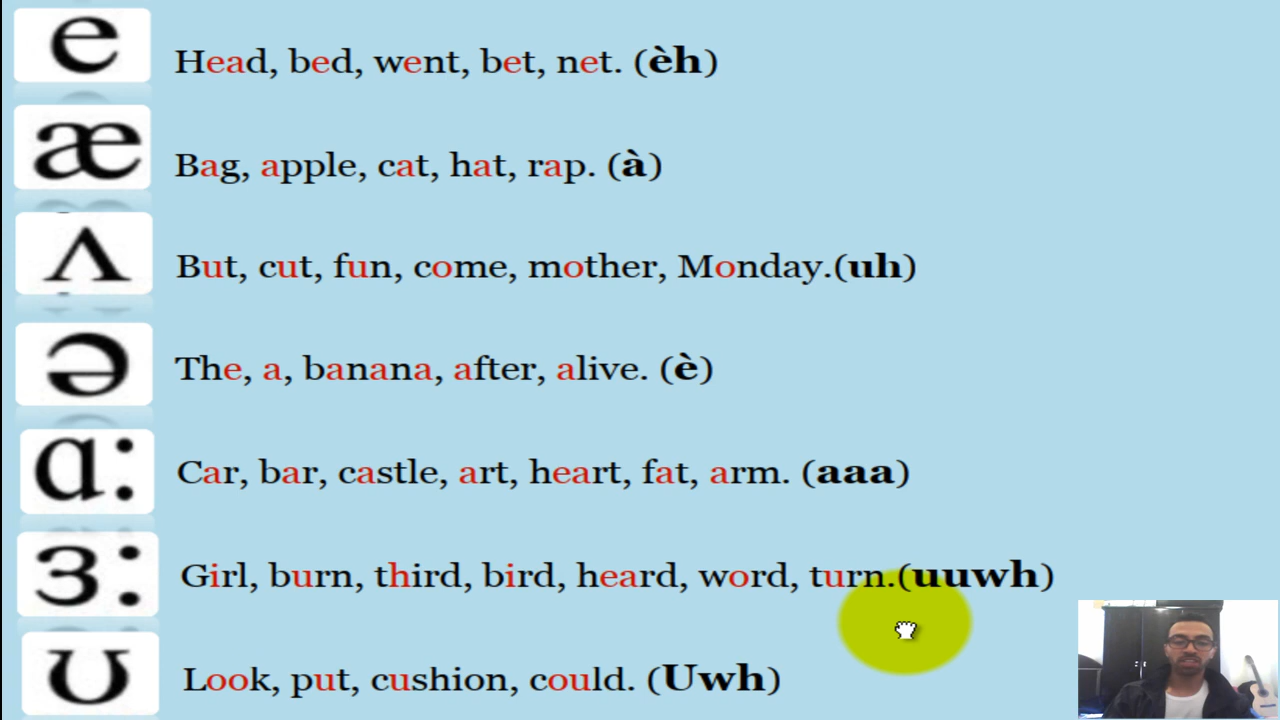 e Head, bed, went, bet, net. (èh)
æ Bag, apple, cat, hat, rap. (à)
ʌ But, cut, fun, come, mother, Monday.(uh)
ə The, a, banana, after, alive. (è)
ɑ: Car, bar, castle, art, heart, fat, arm. (aaa)
ɜ: Girl, burn, third, bird, heard, word, turn.(uuwh)
ʊ Look, put, cushion, could. (Uwh)